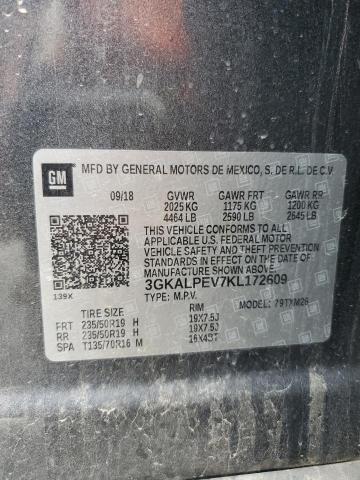 GM
MFD BY GENERAL MOTORS DE MEXICO, S. DE R.L. DE C.V.
09/18 GVWR GAWR FRT GAWR RR
2025 KG 1175 KG 1200 KG
4464 LB 2590 LB 2645 LB
THIS VEHICLE CONFORMS TO ALL APPLICABLE
U.S. FEDERAL MOTOR
VEHICLE SAFETY AND THEFT PREVENTION
STANDARDS IN EFFECT ON THE DATE OF
MANUFACTURE SHOWN ABOVE.
3GKALPEV7KL172609
139X
TYPE: M.P.V. MODEL:
TIRE SIZE RIM
FRT 235/50R19 H 19X7.5J
RR 235/50R19 H 19X7.5J
SPA T135/70R16 M 16X4BT